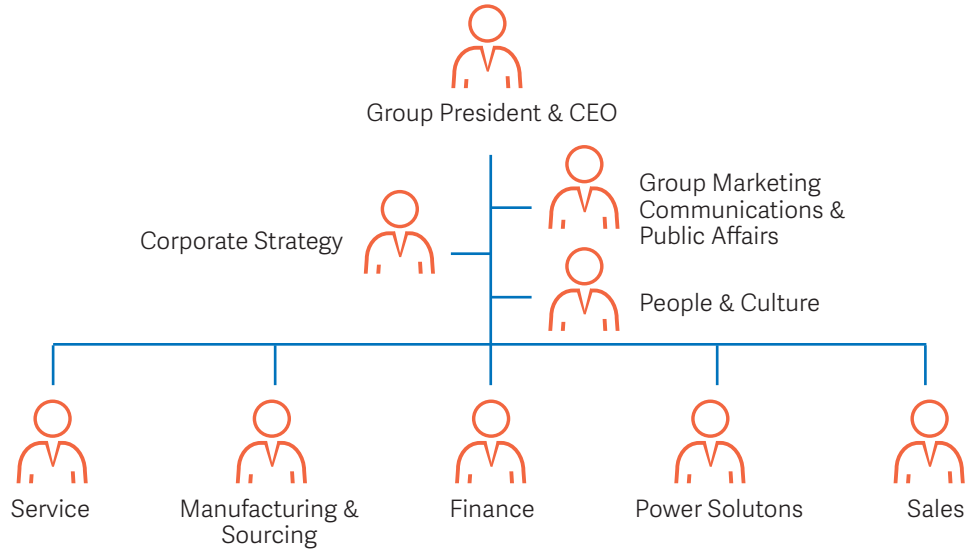 Group President & CEO
Group Marketing
Communications &
Public Affairs
Corporate Strategy
People & Culture
Service
Manufacturing &
Sourcing
Finance
Power Solutons
Sales